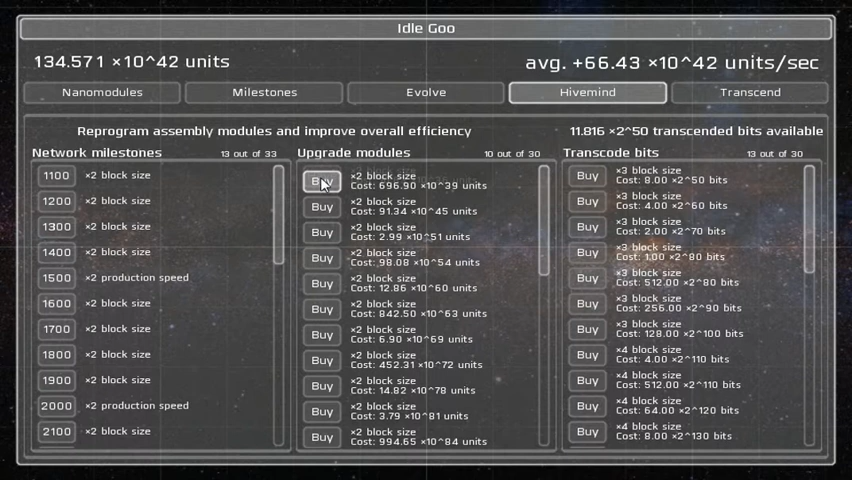 Idle Goo
134.571 ×10^42 units
avg. +66.43 ×10^42 units/sec
Nanomodules
Milestones
Evolve
Hivemind
Transcend
Reprogram assembly modules and improve overall efficiency
11.816 ×2^50 transcended bits available
Network milestones
13 out of 33
1100
×2 block size
1200
×2 block size
1300
×2 block size
1400
×2 block size
1500
×2 production speed
1600
×2 block size
1700
×2 block size
1800
×2 block size
1900
×2 block size
2000
×2 production speed
2100
×2 block size
Upgrade modules
10 out of 30
Buy
×2 block size
Cost: 696.90 ×10^39 units
Buy
×2 block size
Cost: 91.34 ×10^45 units
Buy
×2 block size
Cost: 2.99 ×10^51 units
Buy
×2 block size
Cost: 98.08 ×10^54 units
Buy
×2 block size
Cost: 12.86 ×10^60 units
Buy
×2 block size
Cost: 842.50 ×10^63 units
Buy
×2 block size
Cost: 6.90 ×10^69 units
Buy
×2 block size
Cost: 452.31 ×10^72 units
Buy
×2 block size
Cost: 14.82 ×10^78 units
Buy
×2 block size
Cost: 3.79 ×10^81 units
Buy
×2 block size
Cost: 994.65 ×10^84 units
Transcode bits
13 out of 30
Buy
×3 block size
Cost: 8.00 ×2^50 bits
Buy
×3 block size
Cost: 4.00 ×2^60 bits
Buy
×3 block size
Cost: 2.00 ×2^70 bits
Buy
×3 block size
Cost: 1.00 ×2^80 bits
Buy
×3 block size
Cost: 512.00 ×2^80 bits
Buy
×3 block size
Cost: 256.00 ×2^90 bits
Buy
×3 block size
Cost: 128.00 ×2^100 bits
Buy
×4 block size
Cost: 4.00 ×2^110 bits
Buy
×4 block size
Cost: 512.00 ×2^110 bits
Buy
×4 block size
Cost: 64.00 ×2^120 bits
Buy
×4 block size
Cost: 8.00 ×2^130 bits